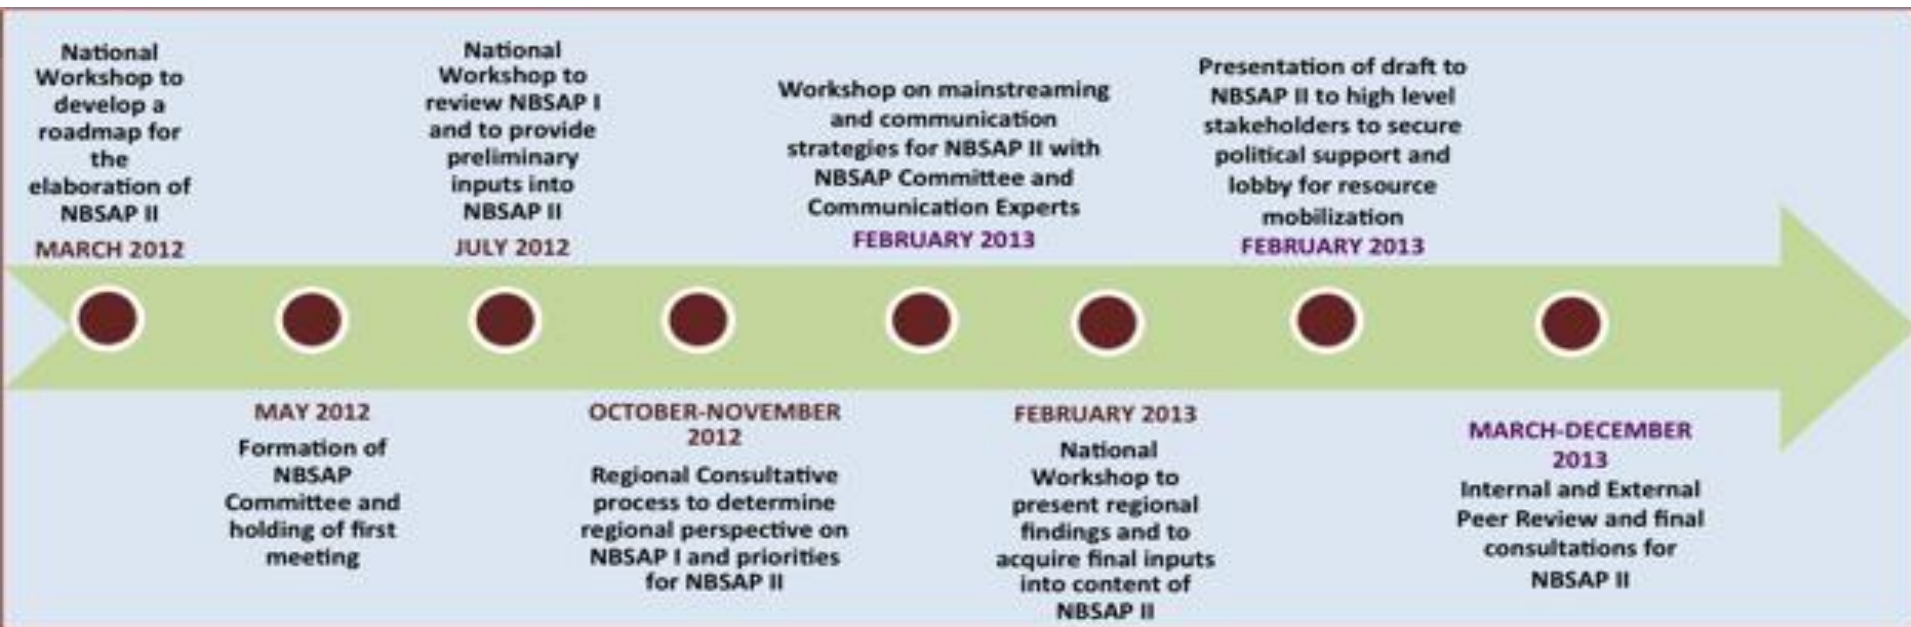 National
Workshop to
develop a
roadmap for
the
elaboration of
NBSAP II
MARCH 2012
MAY 2012
Formation of
NBSAP
Committee and
holding of first
meeting
National
Workshop to
review NBSAP I
and to provide
preliminary
inputs into
NBSAP II
JULY 2012
OCTOBER-NOVEMBER
2012
Regional Consultative
process to determine
regional perspective on
NBSAP I and priorities
for NBSAP II
Workshop on mainstreaming
and communication
strategies for NBSAP II with
NBSAP Committee and
Communication Experts
FEBRUARY 2013
FEBRUARY 2013
National
Workshop to
present regional
findings and to
acquire final inputs
into content of
NBSAP II
Presentation of draft to
NBSAP II to high level
stakeholders to secure
political support and
lobby for resource
mobilization
FEBRUARY 2013
MARCH-DECEMBER
2013
Internal and External
Peer Review and final
consultations for
NBSAP II